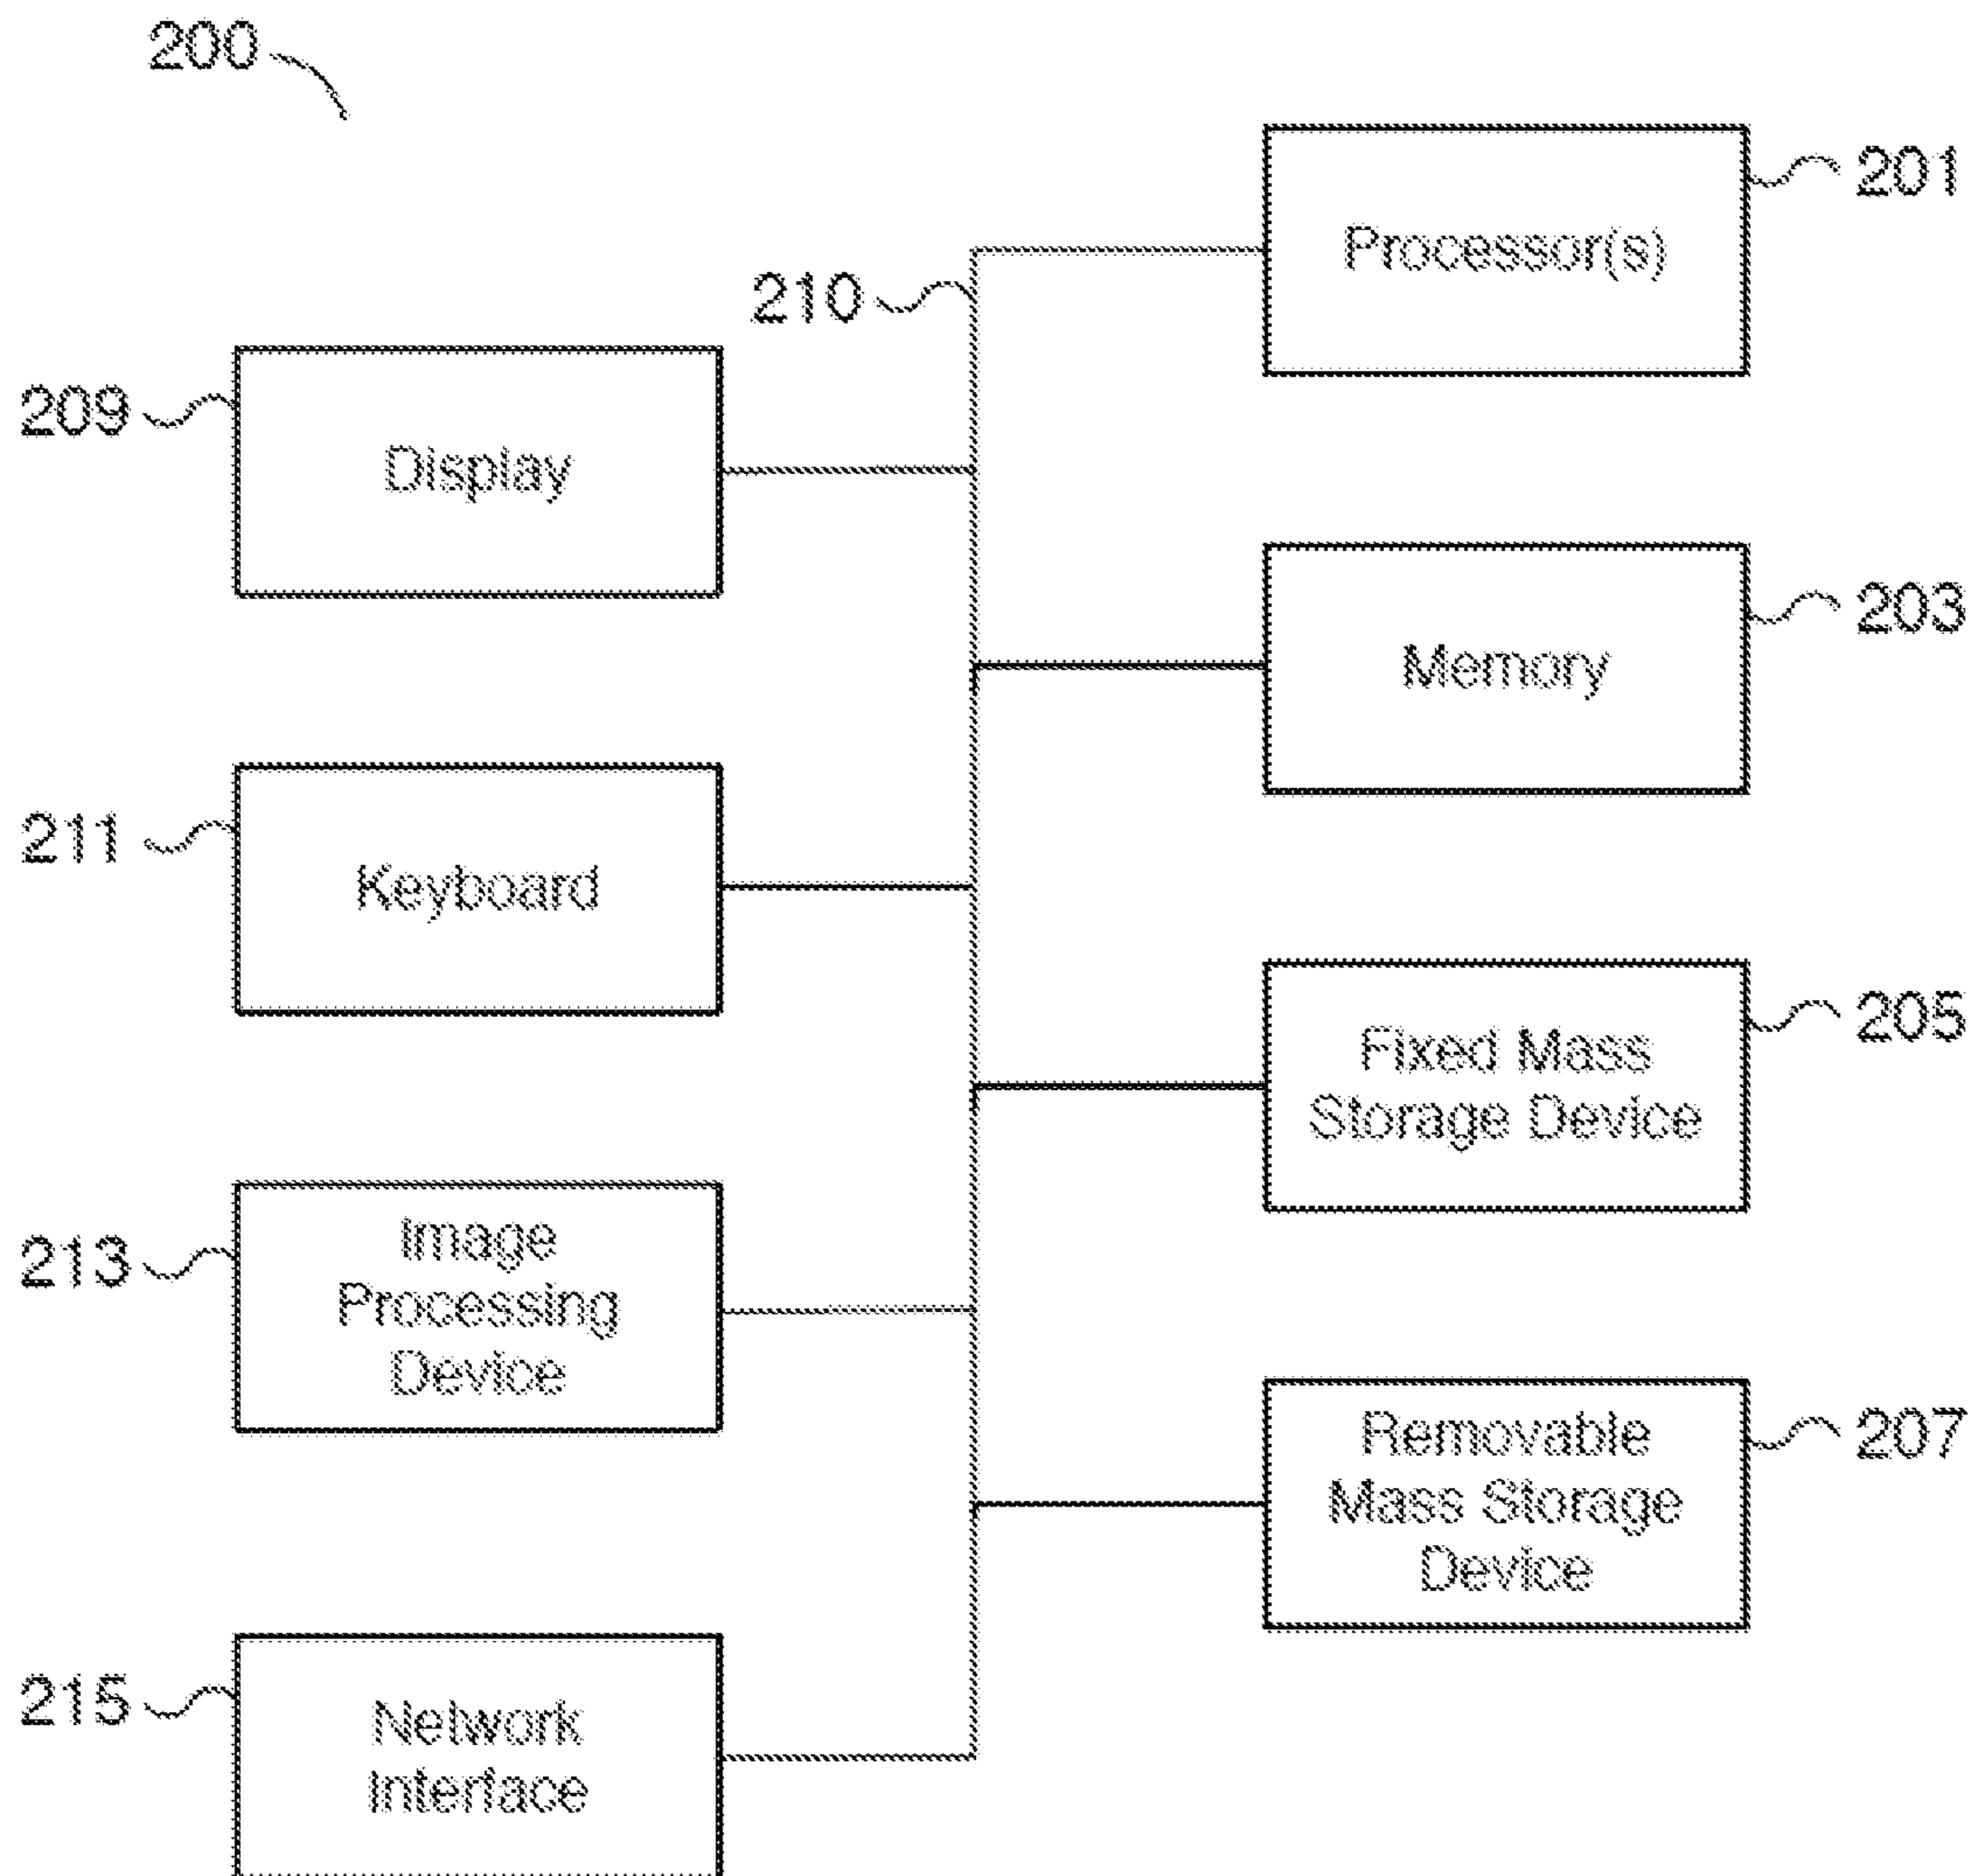 200
201
Processor(s)
210
209
Display
203
Memory
211
Keyboard
205
Fixed Mass
Storage Device
213
Image
Processing
Device
207
Removable
Mass Storage
Device
215
Network
Interface